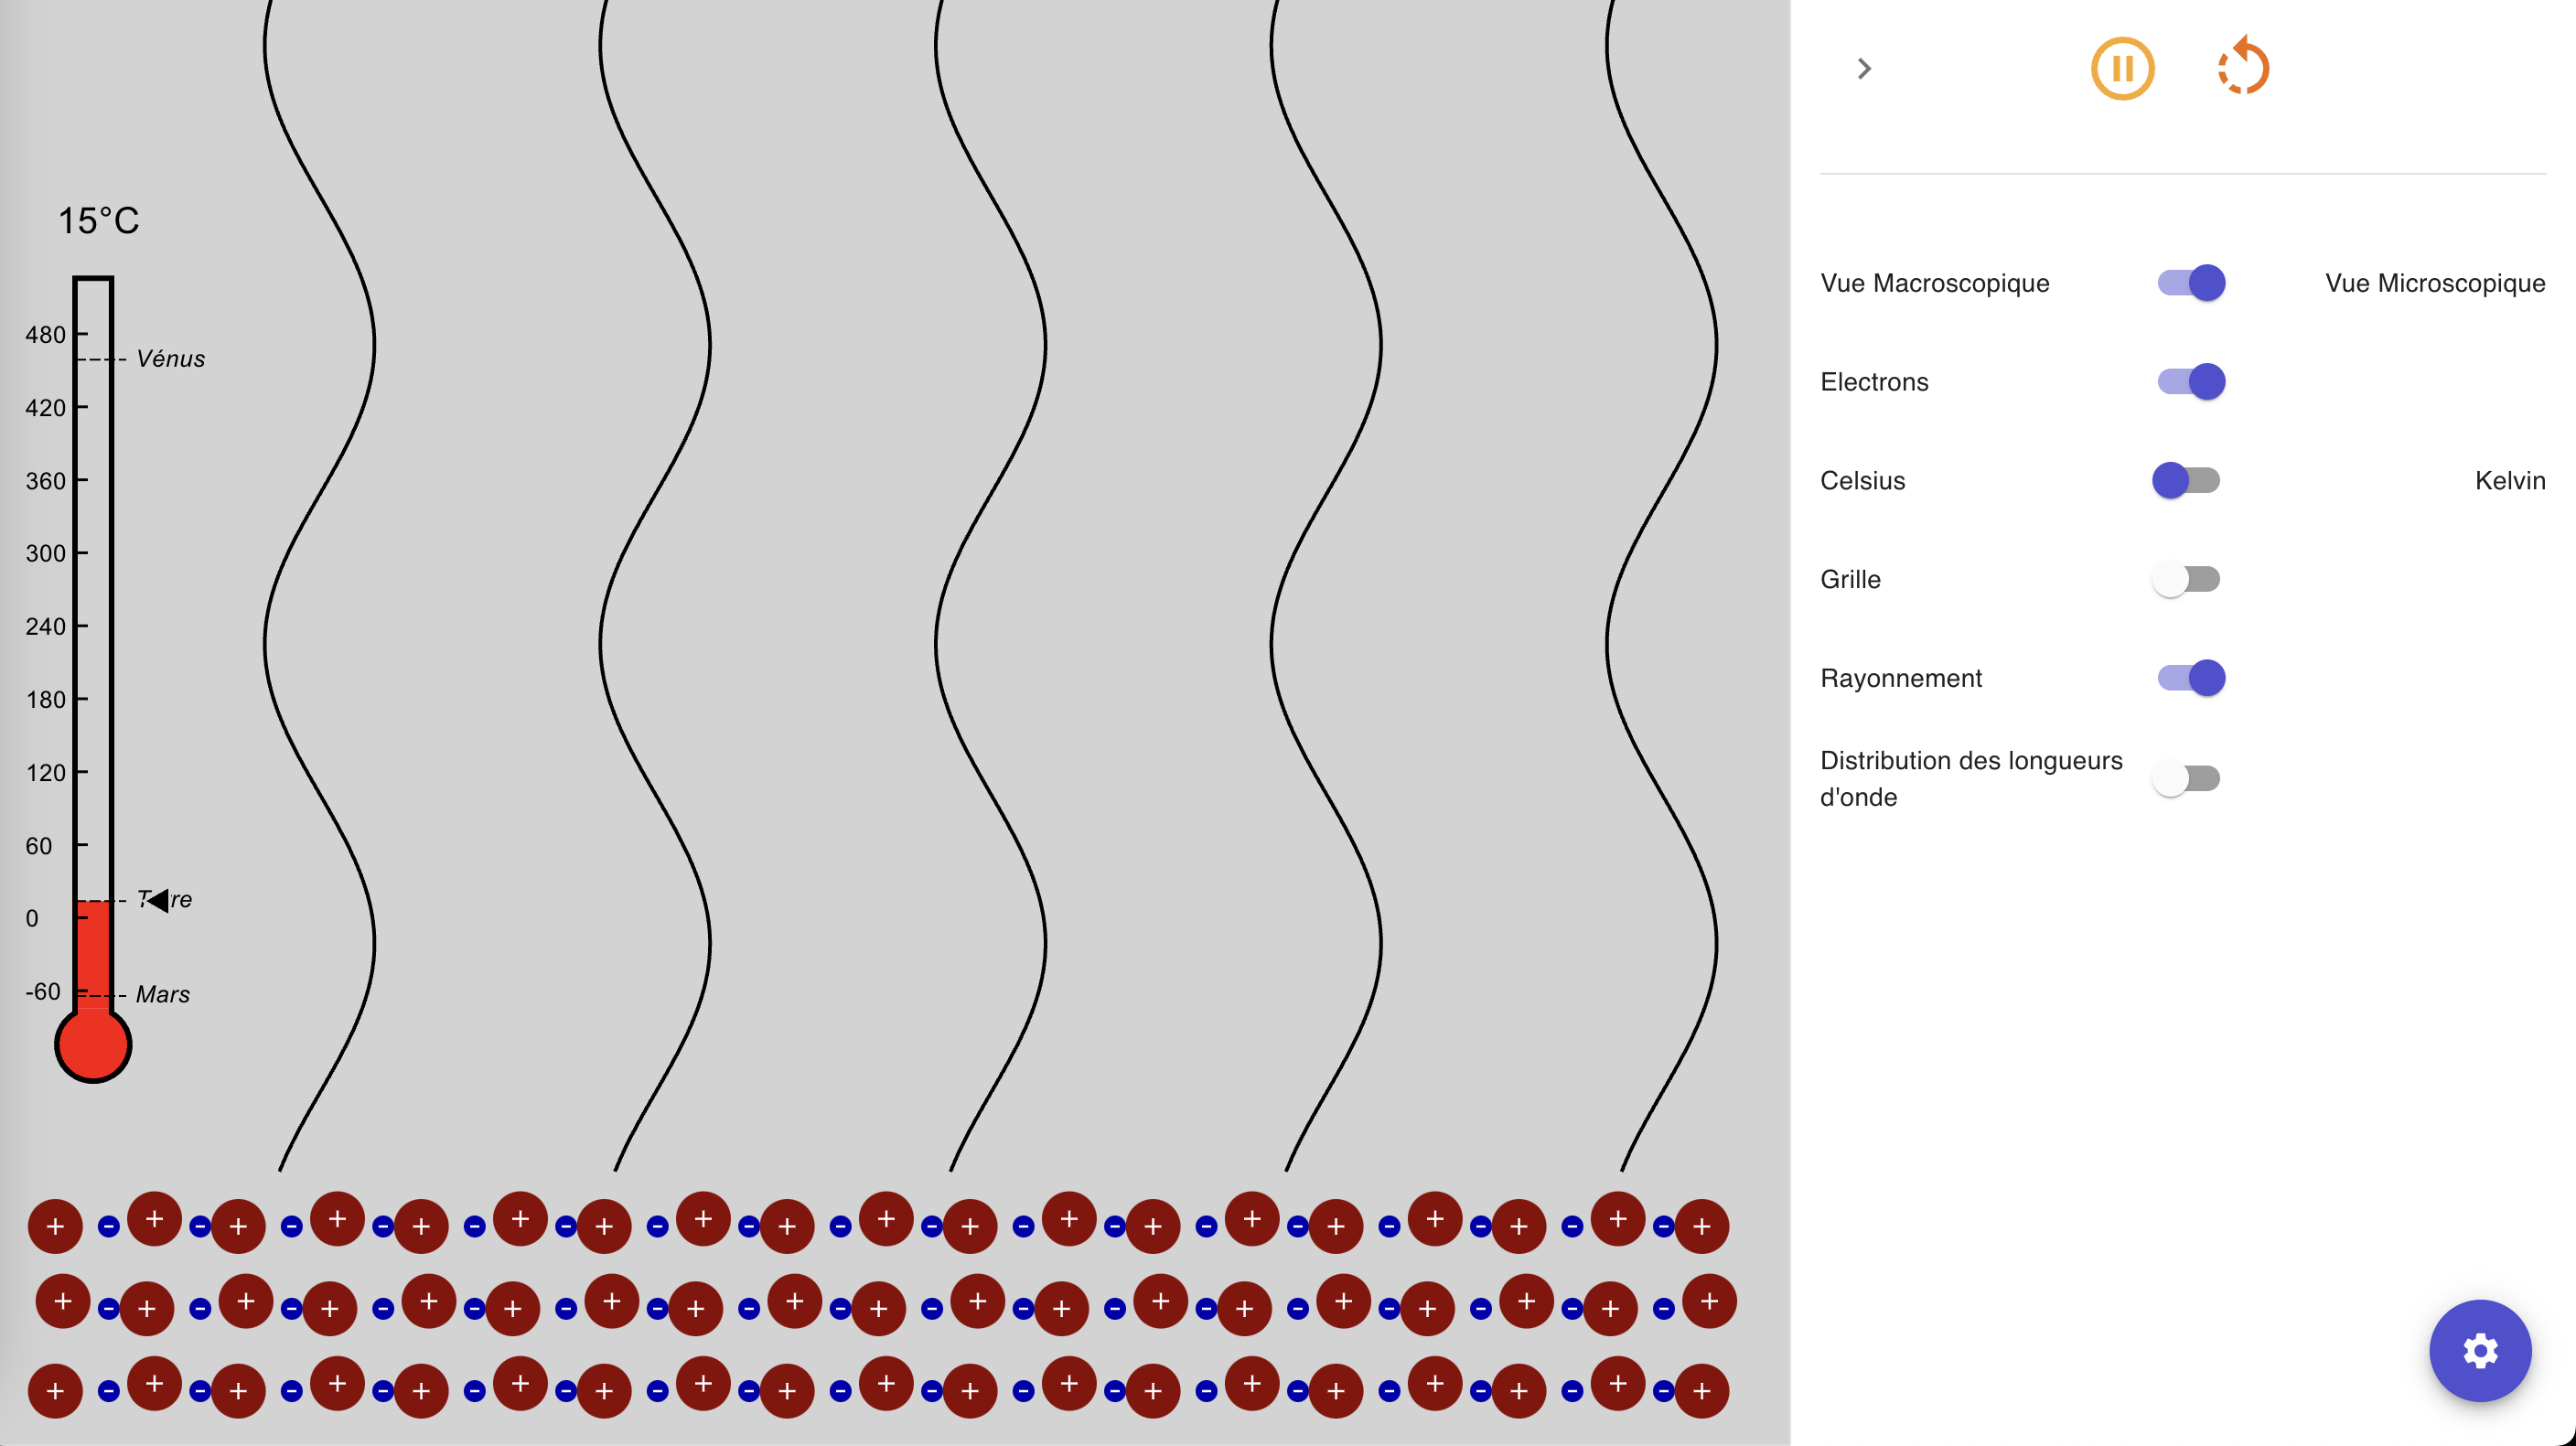 15°C
480
Vénus
420
360
300
240
180
120
60
0
-60
Mars
Vue Macroscopique
Vue Microscopique
Electrons
Celsius
Kelvin
Grille
Rayonnement
Distribution des longueurs
d'onde